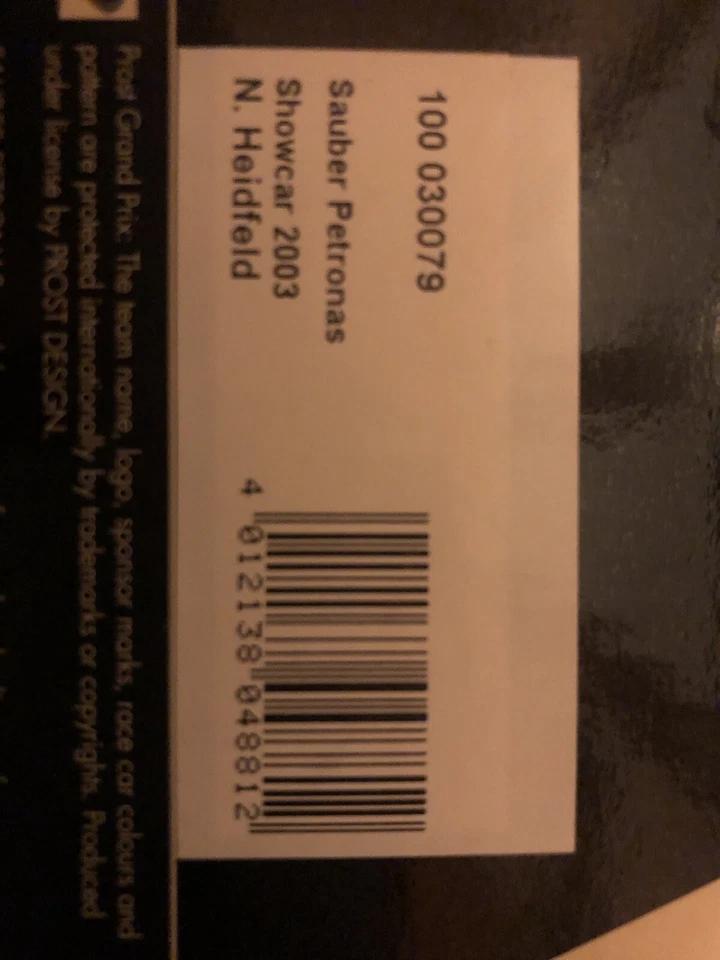 100 030079
Sauber Petronas
Showcar 2003
N. Heidfeld
4 012138 048812
Prost Grand Prix: The team name, logo, sponsor marks, race car colours and
pattern are protected internationally by trademarks or copyrights. Produced
under license by PROST DESIGN.